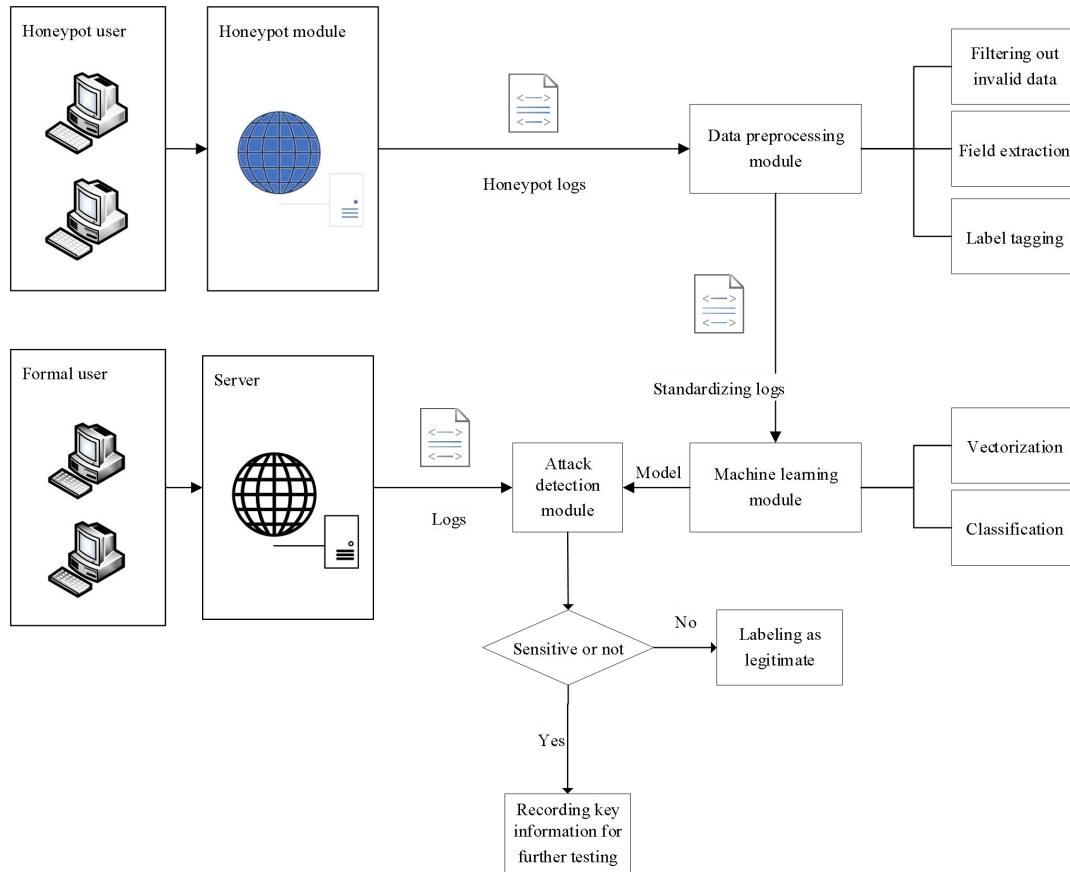 Honeypot user
Honeypot module
Filtering out
invalid data
Data preprocessing
module
Field extraction
Honeypot logs
Label tagging
Formal user
Server
Standardizing logs
Vectorization
Attack
detection
module
Model
Machine learning
module
Logs
Classification
Sensitive or not
No
Labeling as
legitimate
Yes
Recording key
information for
further testing